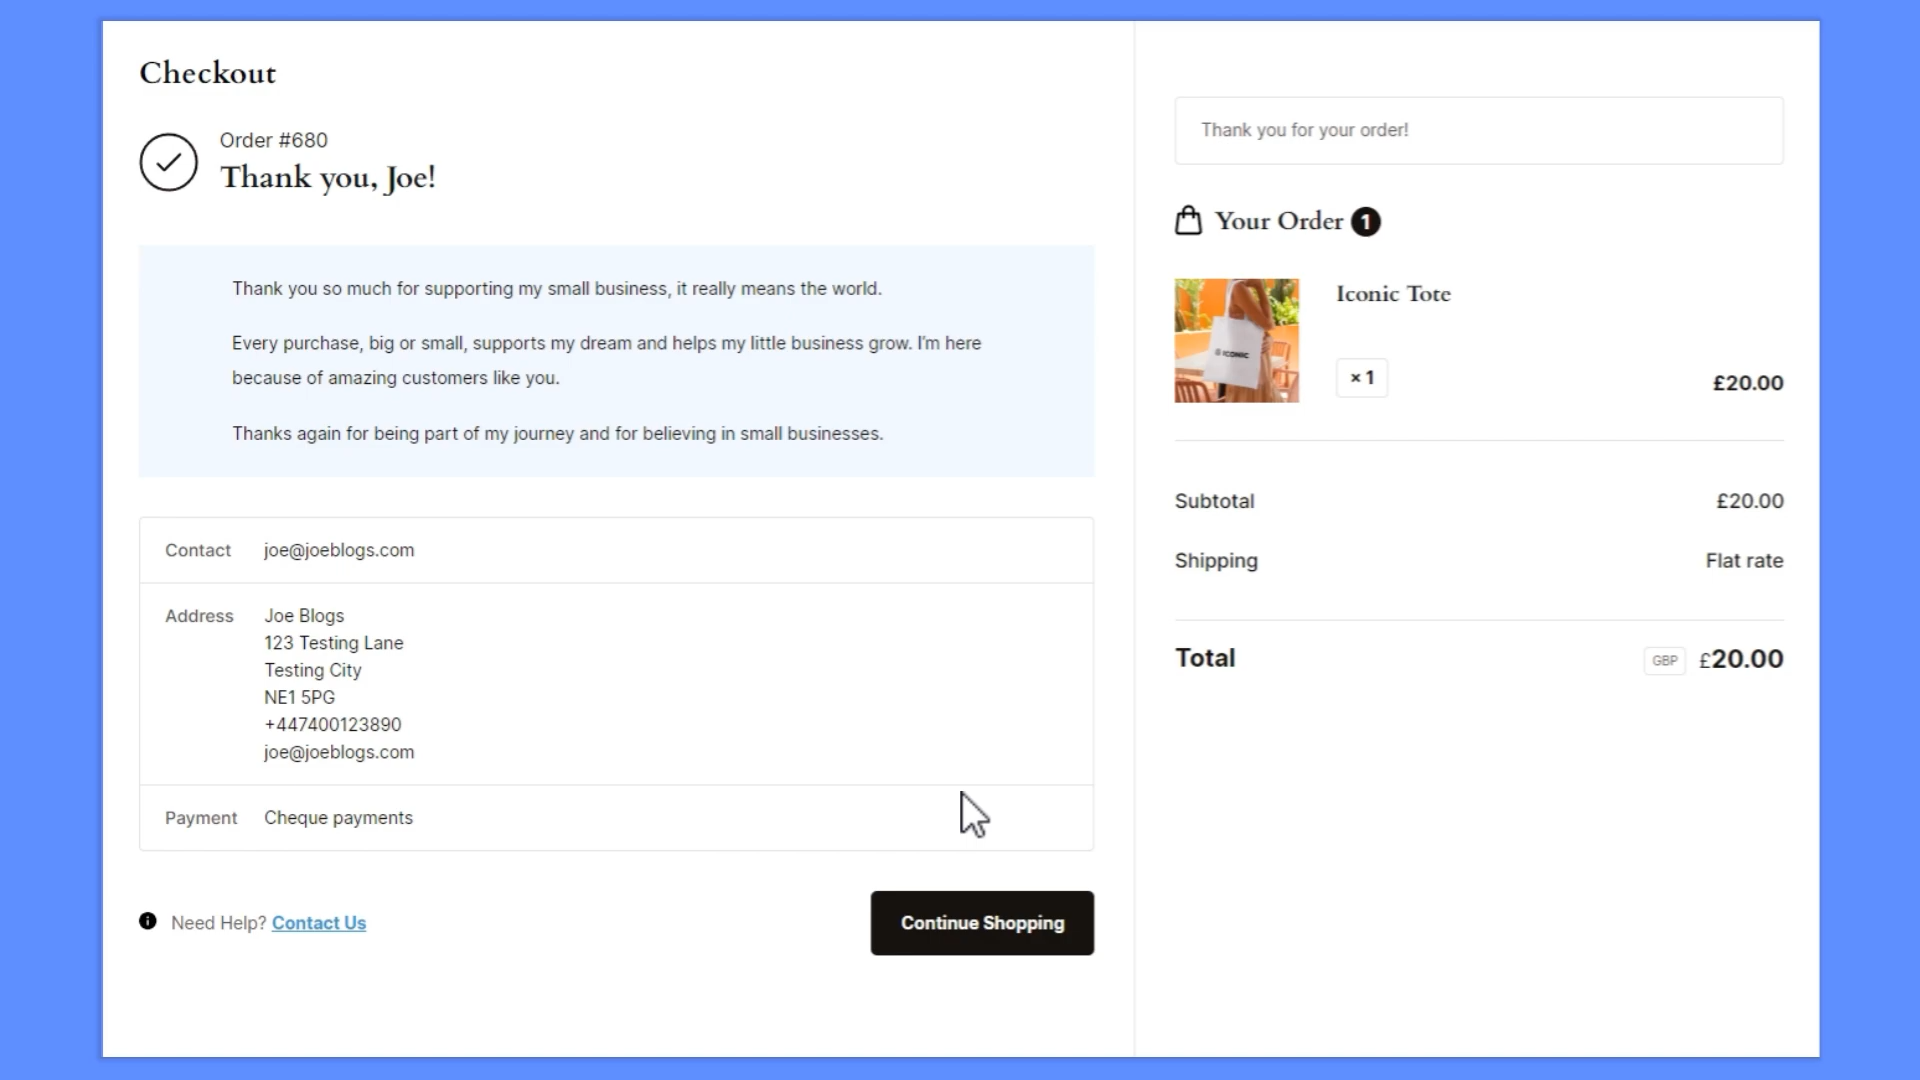 Checkout
Order #680
Thank you, Joe!
Thank you so much for supporting my small business, it really means the world.
Every purchase, big or small, supports my dream and helps my little business grow. I'm here
because of amazing customers like you.
Thanks again for being part of my journey and for believing in small businesses.
Contact joe@joeblogs.com
Address Joe Blogs
123 Testing Lane
Testing City
NE1 5PG
+447400123890
joe@joeblogs.com
Payment Cheque payments
Need Help? Contact Us
Continue Shopping
Thank you for your order!
Your Order 1
Iconic Tote
ICONIC
× 1
£20.00
Subtotal £20.00
Shipping Flat rate
Total GBP £20.00